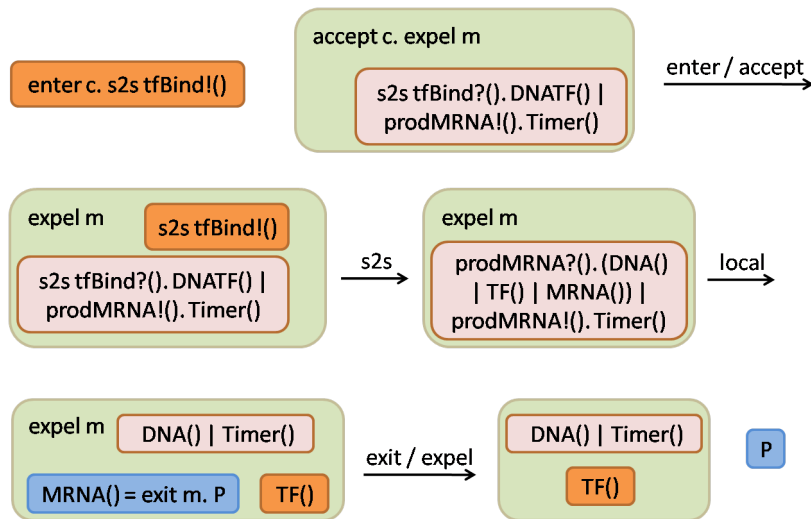 accept c. expel m
enter c. s2s tfBind!()
s2s tfBind?(). DNATF() |
prodMRNA!(). Timer()
enter / accept
expel m
s2s tfBind!()
s2s tfBind?(). DNATF() |
prodMRNA!(). Timer()
s2s
expel m
prodMRNA?(). (DNA()
| TF() | MRNA()) |
prodMRNA!(). Timer()
local
expel m
DNA() | Timer()
MRNA() = exit m. P
TF()
exit / expel
DNA() | Timer()
TF()
P